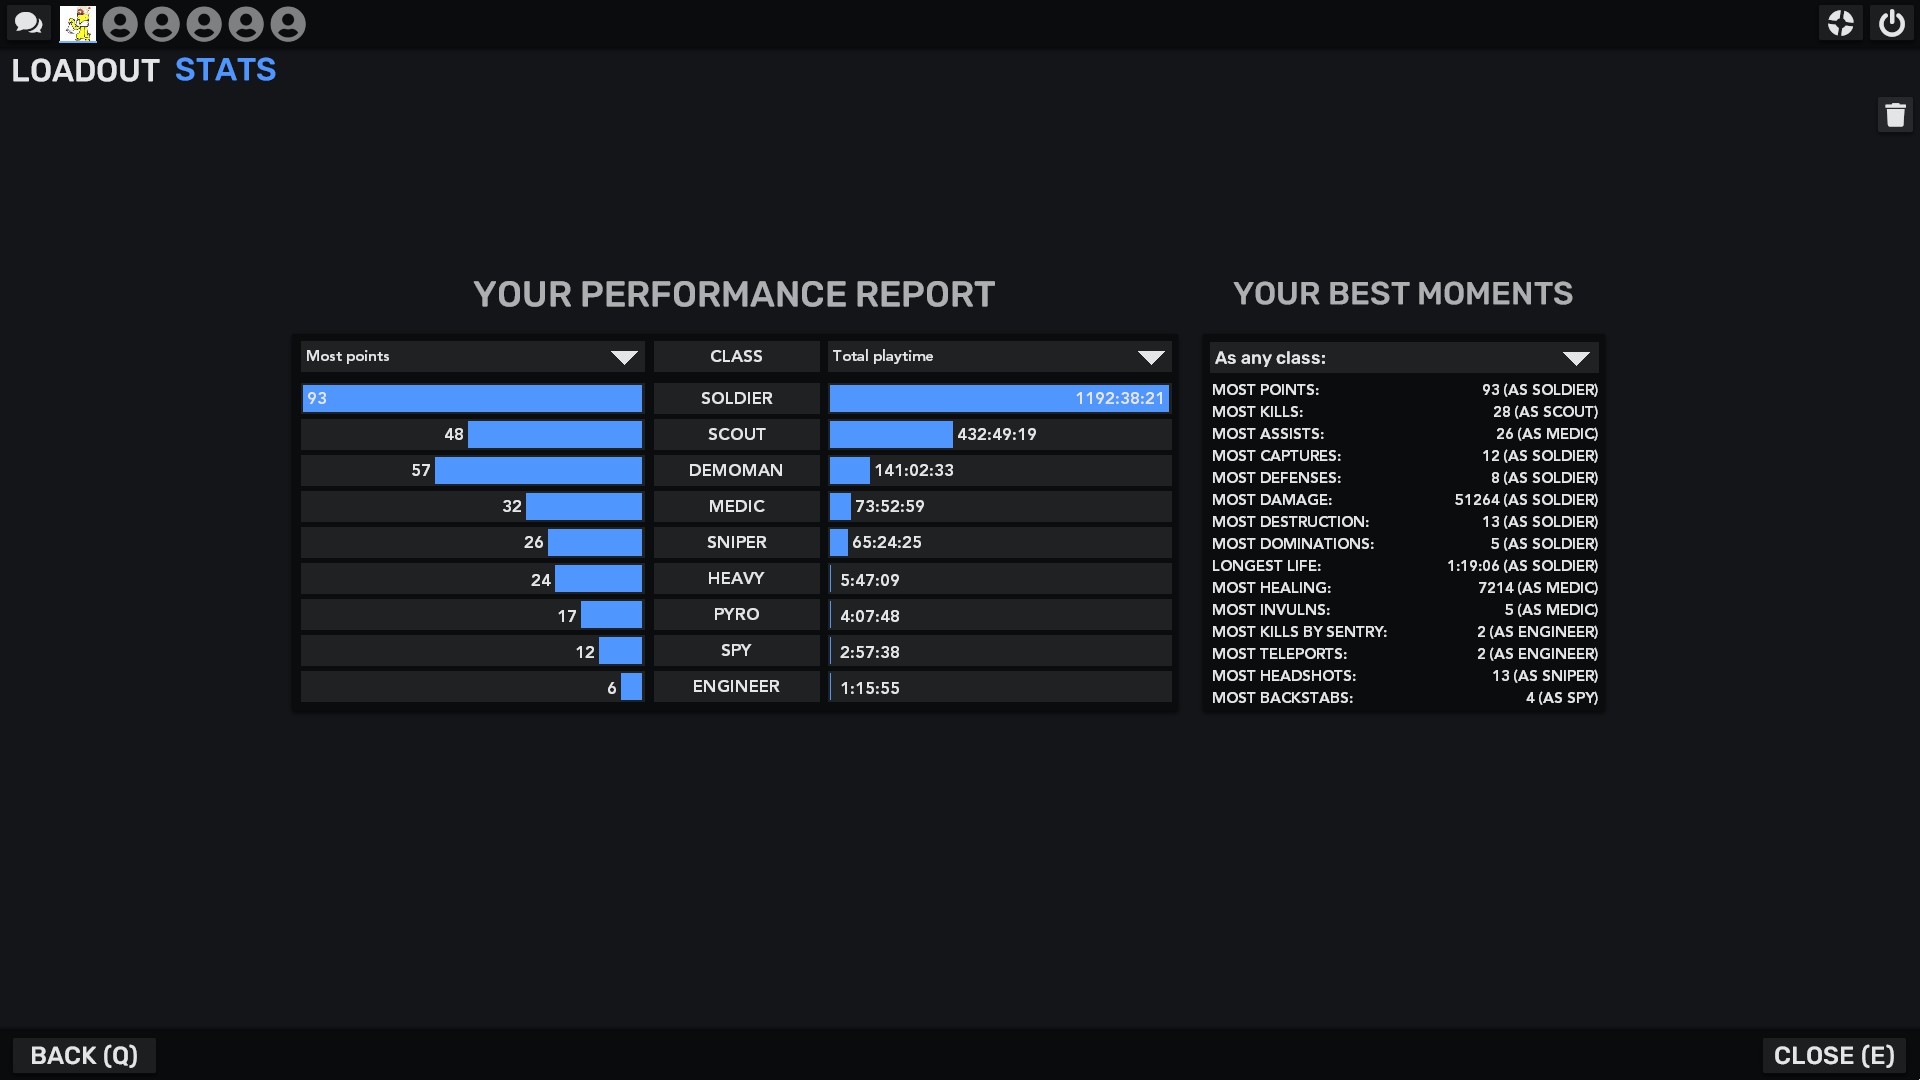 LOADOUT STATS
YOUR PERFORMANCE REPORT
Most points CLASS Total playtime
93 SOLDIER 1192:38:21
48 SCOUT 432:49:19
57 DEMOMAN 141:02:33
32 MEDIC 73:52:59
26 SNIPER 65:24:25
24 HEAVY 5:47:09
17 PYRO 4:07:48
12 SPY 2:57:38
6 ENGINEER 1:15:55
YOUR BEST MOMENTS
As any class:
MOST POINTS: 93 (AS SOLDIER)
MOST KILLS: 28 (AS SCOUT)
MOST ASSISTS: 26 (AS MEDIC)
MOST CAPTURES: 12 (AS SOLDIER)
MOST DEFENSES: 8 (AS SOLDIER)
MOST DAMAGE: 51264 (AS SOLDIER)
MOST DESTRUCTION: 13 (AS SOLDIER)
MOST DOMINATIONS: 5 (AS SOLDIER)
LONGEST LIFE: 1:19:06 (AS SOLDIER)
MOST HEALING: 7214 (AS MEDIC)
MOST INVULNS: 5 (AS MEDIC)
MOST KILLS BY SENTRY: 2 (AS ENGINEER)
MOST TELEPORTS: 2 (AS ENGINEER)
MOST HEADSHOTS: 13 (AS SNIPER)
MOST BACKSTABS: 4 (AS SPY)
BACK (Q) CLOSE (E)